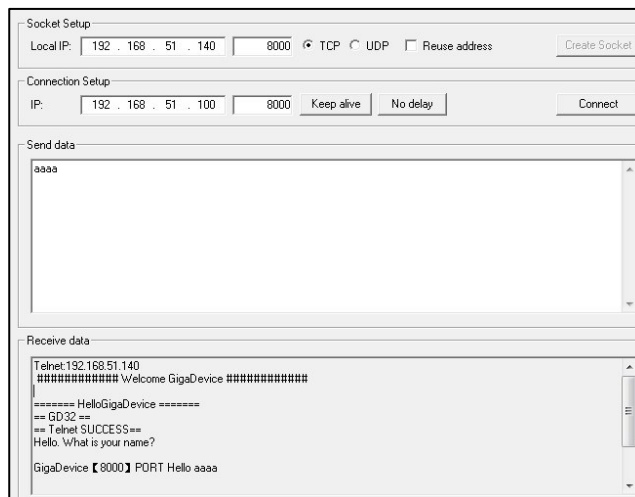 Socket Setup
Local IP: 192 . 168 . 51 . 140 8000 TCP UDP Reuse address Create Socket
Connection Setup
IP: 192 . 168 . 51 . 100 8000 Keep alive No delay Connect
Send data
aaaa
Receive data
Telnet:192.168.51.140
############ Welcome GigaDevice ############
======= HelloGigaDevice =======
== GD32 ==
== Telnet SUCCESS==
Hello. What is your name?
GigaDevice【8000】PORT Hello aaaa